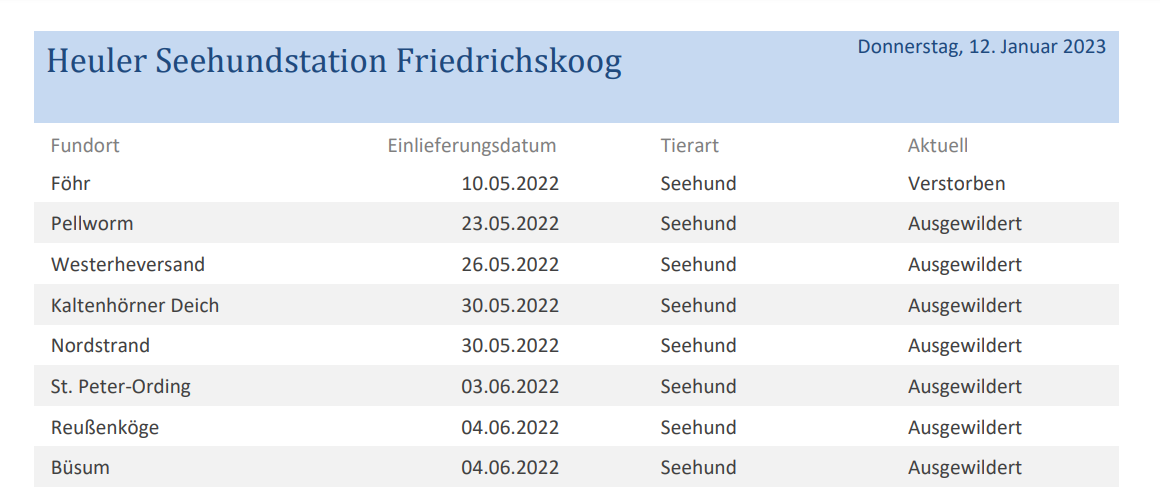 Heuler Seehundstation Friedrichskoog Donnerstag, 12. Januar 2023
Fundort Einlieferungsdatum Tierart Aktuell
Föhr 10.05.2022 Seehund Verstorben
Pellworm 23.05.2022 Seehund Ausgewildert
Westerheversand 26.05.2022 Seehund Ausgewildert
Kaltenhörner Deich 30.05.2022 Seehund Ausgewildert
Nordstrand 30.05.2022 Seehund Ausgewildert
St. Peter-Ording 03.06.2022 Seehund Ausgewildert
Reußenköge 04.06.2022 Seehund Ausgewildert
Büsum 04.06.2022 Seehund Ausgewildert